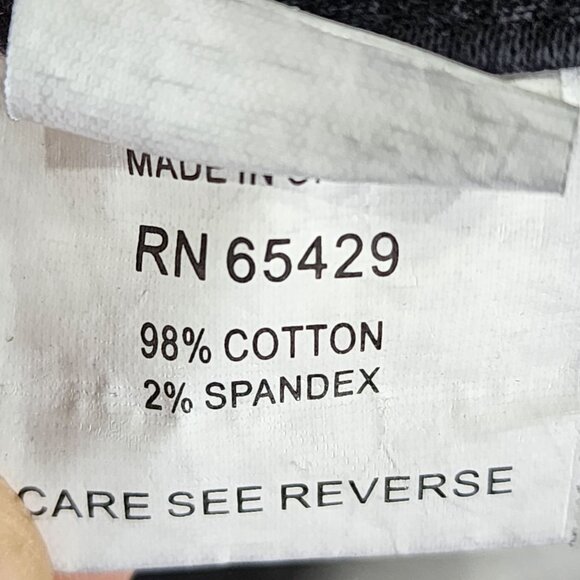 MADE IN
RN 65429
98% COTTON
2% SPANDEX
CARE SEE REVERSE